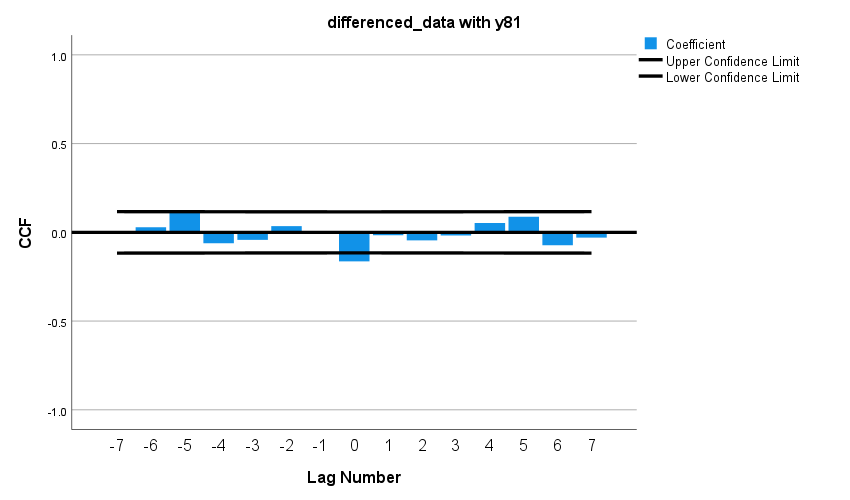 differenced_data with y81
Coefficient
Upper Confidence Limit
Lower Confidence Limit
1.0
0.5
0.0
-0.5
-1.0
CCF
-7 -6 -5 -4 -3 -2 -1 0 1 2 3 4 5 6 7
Lag Number